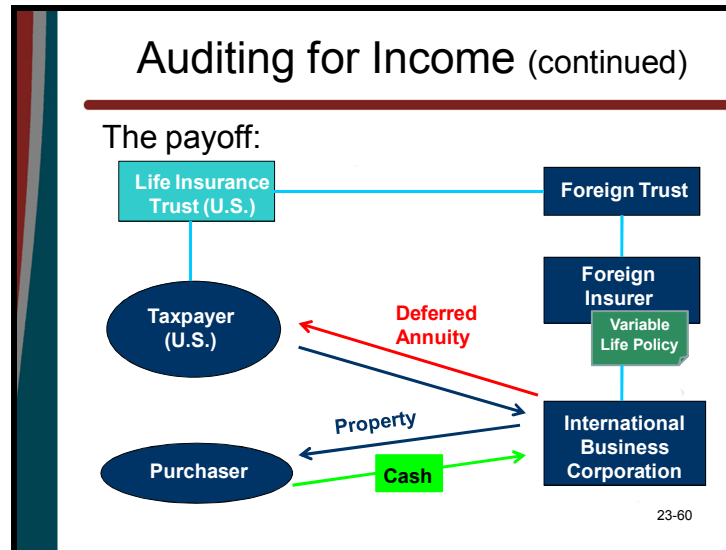 Auditing for Income (continued)
The payoff:
Life Insurance
Trust (U.S.)
Foreign Trust
Foreign
Insurer
Variable
Life Policy
Taxpayer
(U.S.)
Deferred
Annuity
Property
International
Business
Corporation
Purchaser
Cash
23-60